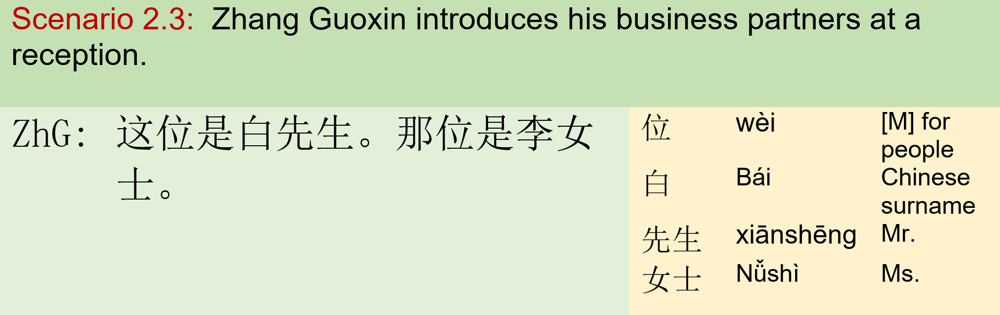 Scenario 2.3: Zhang Guoxin introduces his business partners at a
reception.
ZhG: 这位是白先生。那位是李女
士。
位 wèi [M] for
people
白 Bái Chinese
surname
先生 xiānshēng Mr.
女士 Nǚshì Ms.